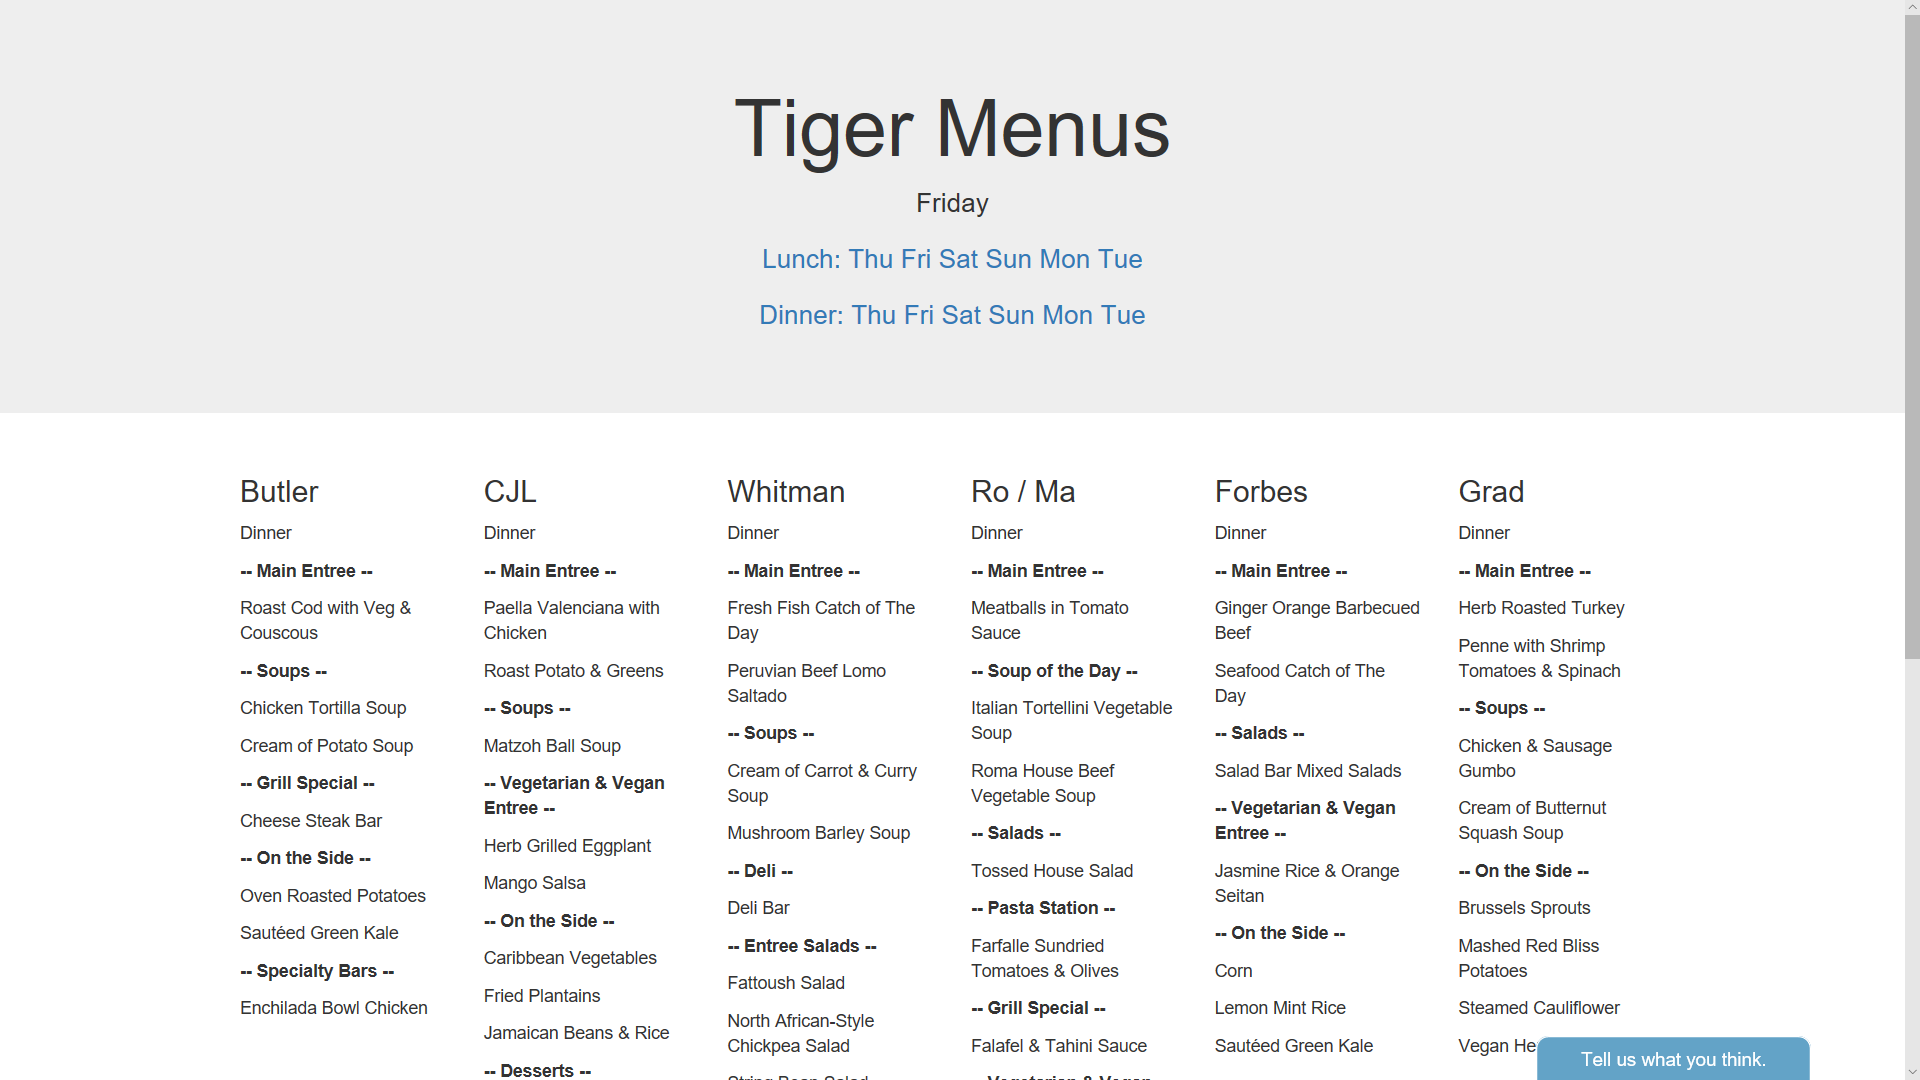 Tiger Menus
Friday
Lunch: Thu Fri Sat Sun Mon Tue
Dinner: Thu Fri Sat Sun Mon Tue
Butler
Dinner
-- Main Entree --
Roast Cod with Veg &
Couscous
-- Soups --
Chicken Tortilla Soup
Cream of Potato Soup
-- Grill Special --
Cheese Steak Bar
-- On the Side --
Oven Roasted Potatoes
Sautéed Green Kale
-- Specialty Bars --
Enchilada Bowl Chicken
CJL
Dinner
-- Main Entree --
Paella Valenciana with
Chicken
Roast Potato & Greens
-- Soups --
Matzoh Ball Soup
-- Vegetarian & Vegan
Entree --
Herb Grilled Eggplant
Mango Salsa
-- On the Side --
Caribbean Vegetables
Fried Plantains
Jamaican Beans & Rice
-- Desserts --
Whitman
Dinner
-- Main Entree --
Fresh Fish Catch of The
Day
Peruvian Beef Lomo
Saltado
-- Soups --
Cream of Carrot & Curry
Soup
Mushroom Barley Soup
-- Deli --
Deli Bar
-- Entree Salads --
Fattoush Salad
North African-Style
Chickpea Salad
String Bean Salad
Ro / Ma
Dinner
-- Main Entree --
Meatballs in Tomato
Sauce
-- Soup of the Day --
Italian Tortellini Vegetable
Soup
Roma House Beef
Vegetable Soup
-- Salads --
Tossed House Salad
-- Pasta Station --
Farfalle Sundried
Tomatoes & Olives
-- Grill Special --
Falafel & Tahini Sauce
-- Vegetarian & Vegan
Forbes
Dinner
-- Main Entree --
Ginger Orange Barbecued
Beef
Seafood Catch of The
Day
-- Salads --
Salad Bar Mixed Salads
-- Vegetarian & Vegan
Entree --
Jasmine Rice & Orange
Seitan
-- On the Side --
Corn
Lemon Mint Rice
Sautéed Green Kale
Grad
Dinner
-- Main Entree --
Herb Roasted Turkey
Penne with Shrimp
Tomatoes & Spinach
-- Soups --
Chicken & Sausage
Gumbo
Cream of Butternut
Squash Soup
-- On the Side --
Brussels Sprouts
Mashed Red Bliss
Potatoes
Steamed Cauliflower
Vegan He
Tell us what you think.